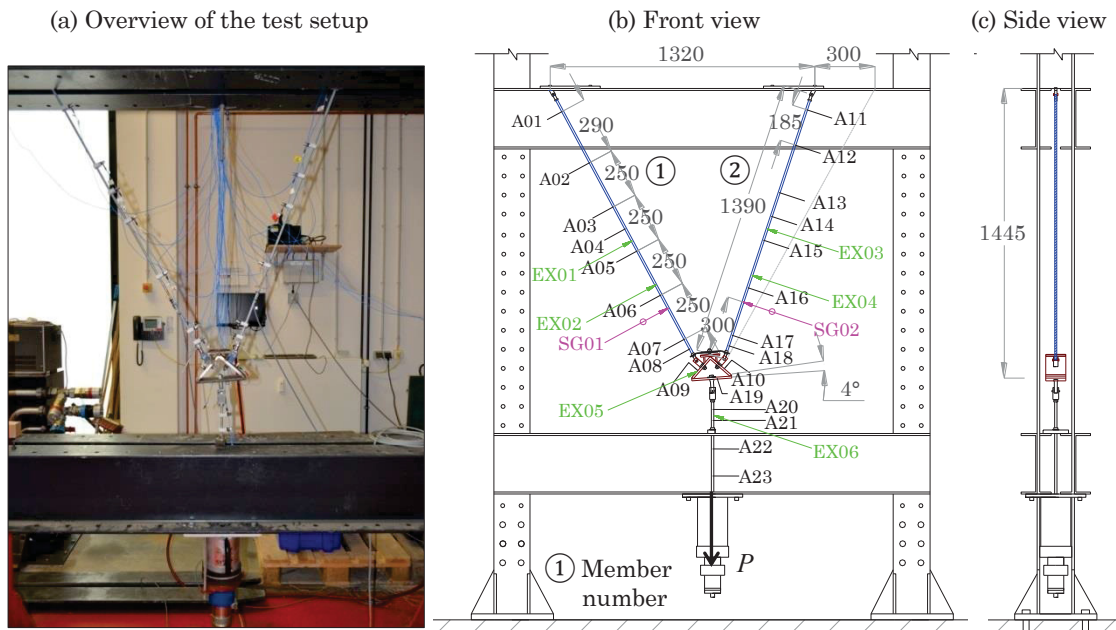 (a) Overview of the test setup
(b) Front view
(c) Side view
1320
300
A01
290
A02
250
1
2
185
A11
A12
A03
250
A04
A05
EX01
250
1390
A13
A14
A15
EX03
1445
EX02
A06
250
A16
EX04
SG01
300
SG02
A07
A08
A17
A18
A09
A10
A19
4°
EX05
A20
A21
EX06
A22
A23
P
1 Member
number